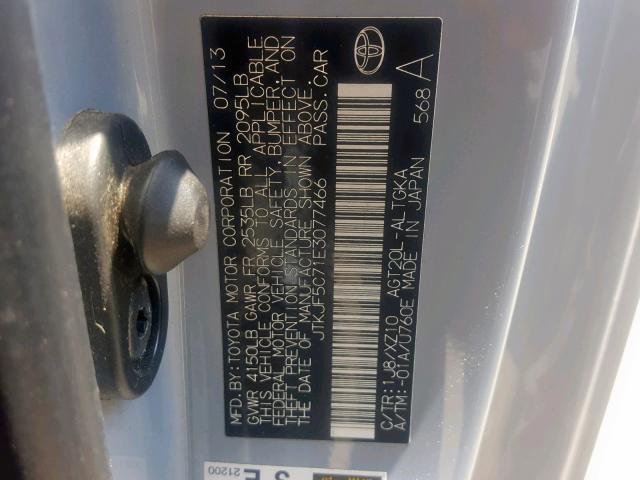 MFD.BY:TOYOTA MOTOR CORPORATION 07/13
GVWR 4150LB GAWR FR 2535LB RR 2095LB
THIS VEHICLE CONFORMS TO ALL APPLICABLE
FEDERAL MOTOR VEHICLE SAFETY,BUMPER,AND
THEFT PREVENTION STANDARDS IN EFFECT ON
THE DATE OF MANUFACTURE SHOWN ABOVE.
JTKJF5C71E3077466 PASS.CAR
C/TR:1J8/XZ10 AGT20L-ALTGKA
A/TM:-01A/U760E MADE IN JAPAN 568 A
21200